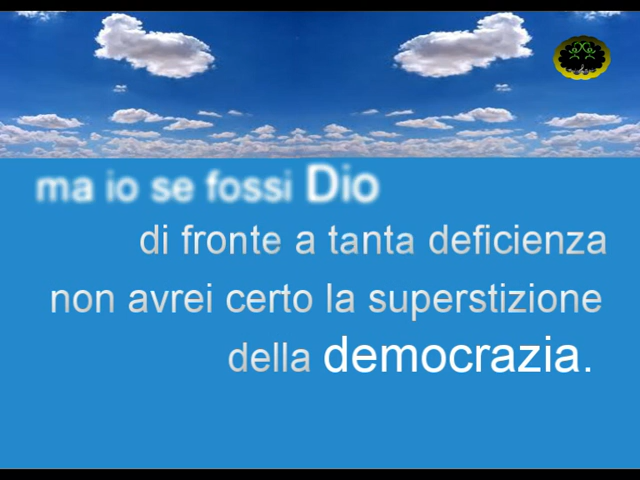 ma io se fossi Dio
di fronte a tanta deficienza
non avrei certo la superstizione
della democrazia.